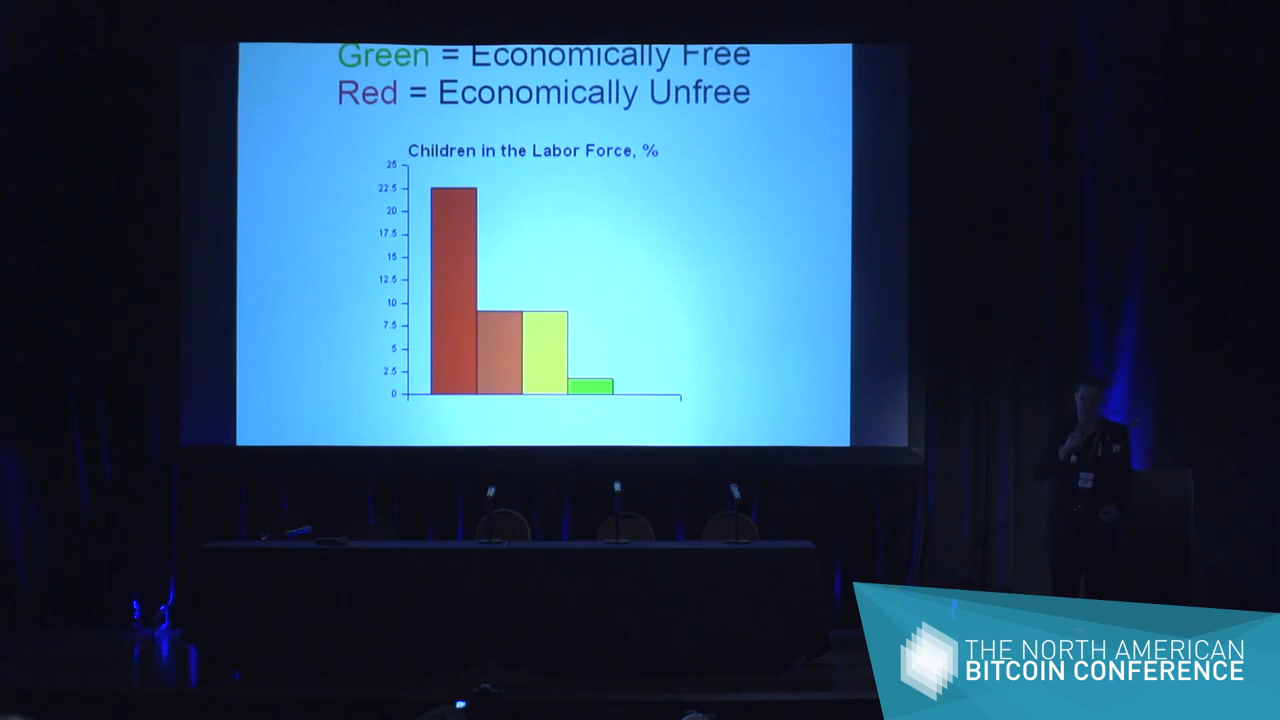 Green = Economically Free
Red = Economically Unfree
Children in the Labor Force, %
25
22.5
20
17.5
15
12.5
10
7.5
5
2.5
0
THE NORTH AMERICAN
BITCOIN CONFERENCE